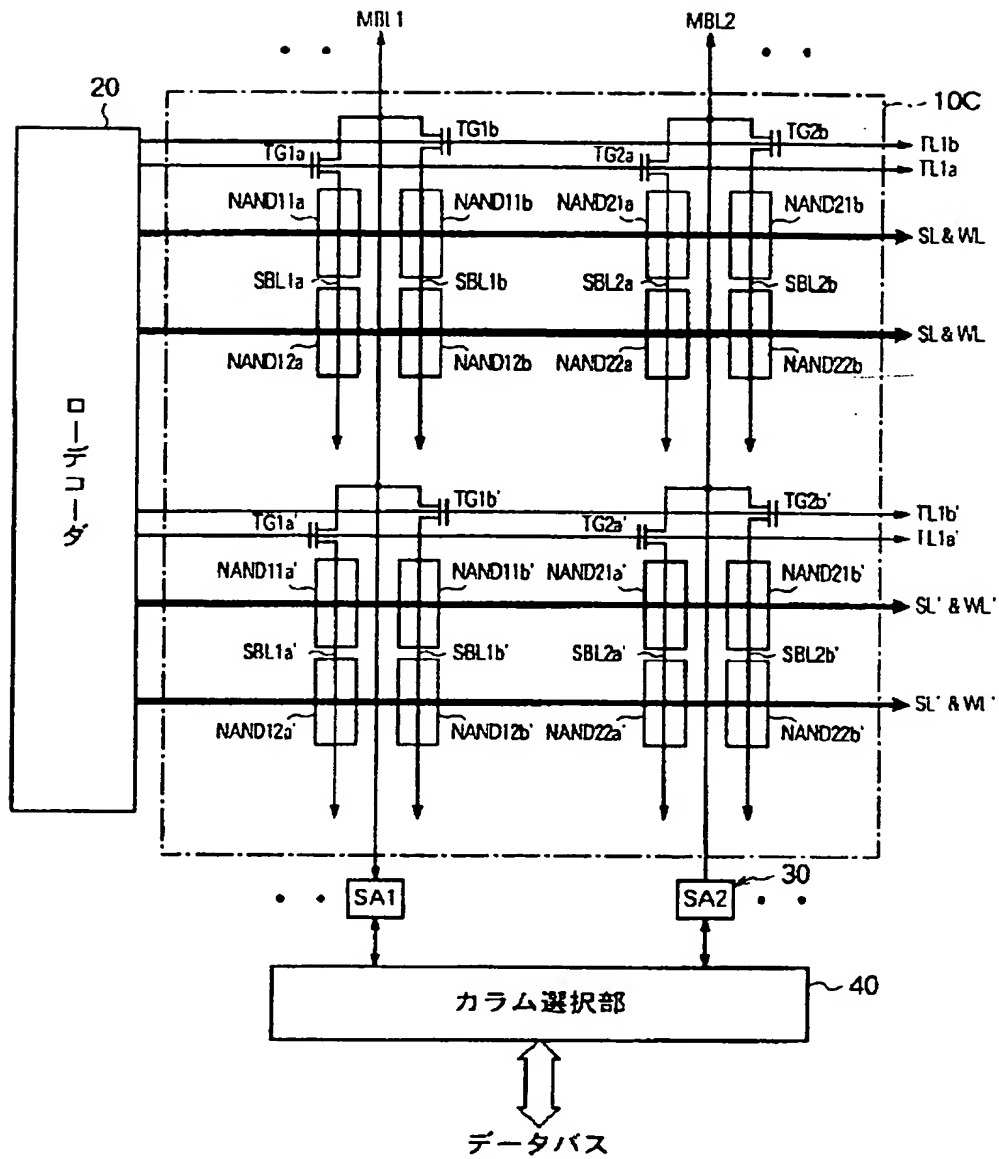 MBL1
MBL2
20
10C
TG1b
TG2b
TL1b
TG1a
TG2a
TL1a
NAND11a
NAND11b
NAND21a
NAND21b
SL&WL
SBL1a
SBL1b
SBL2a
SBL2b
SL&WL
NAND12a
NAND12b
NAND22a
NAND22b
ローデコーダ
TG1b'
TG2b'
TL1b'
TG1a'
TG2a'
TL1a'
NAND11a'
NAND11b'
NAND21a'
NAND21b'
SL'&WL'
SBL1a'
SBL1b'
SBL2a'
SBL2b'
SL'&WL'
NAND12a'
NAND12b'
NAND22a'
NAND22b'
30
SA1
SA2
40
カラム選択部
データバス